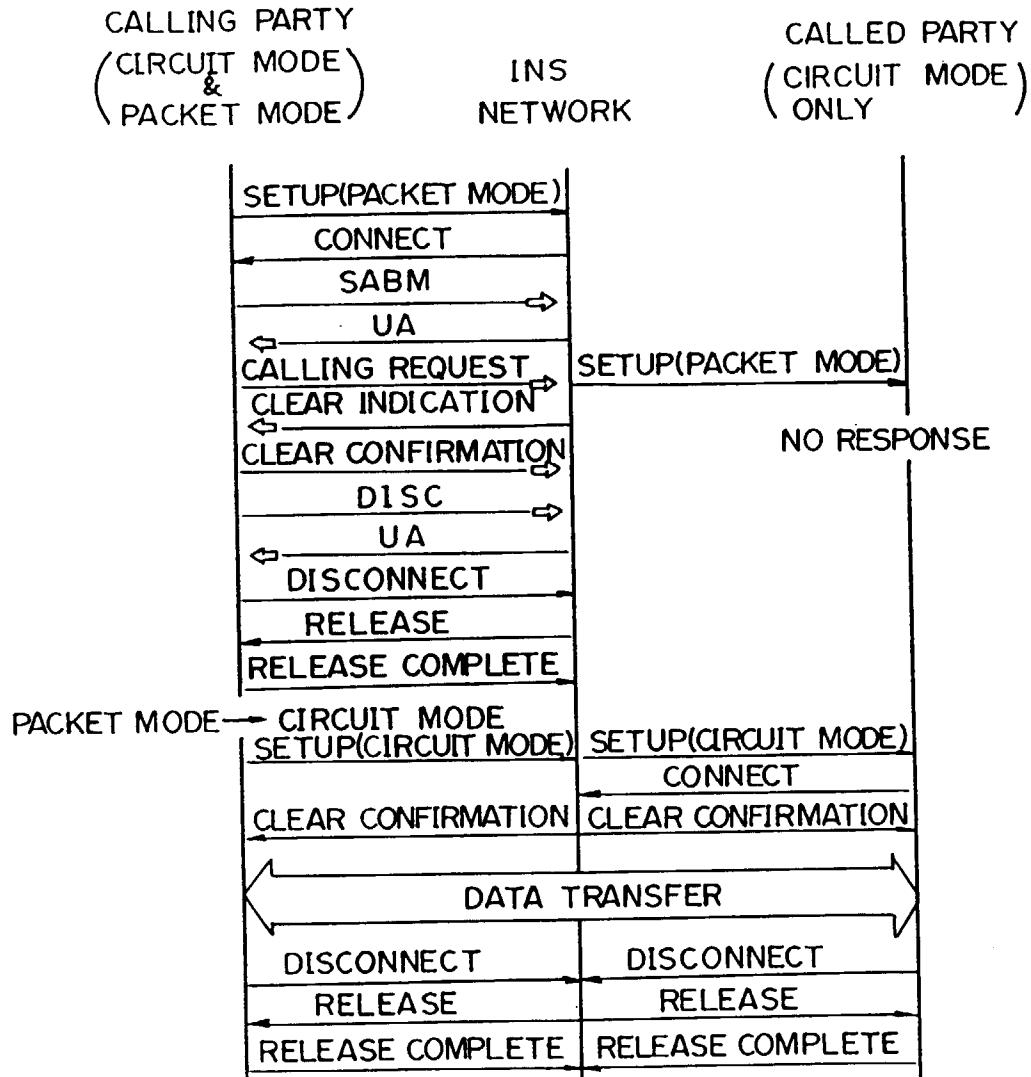 CALLING PARTY
(CIRCUIT MODE
&
PACKET MODE)
INS
NETWORK
CALLED PARTY
(CIRCUIT MODE
ONLY)
SETUP(PACKET MODE)
CONNECT
SABM
UA
CALLING REQUEST
SETUP(PACKET MODE)
CLEAR INDICATION
NO RESPONSE
CLEAR CONFIRMATION
DISC
UA
DISCONNECT
RELEASE
RELEASE COMPLETE
PACKET MODE → CIRCUIT MODE
SETUP(CIRCUIT MODE)
SETUP(CIRCUIT MODE)
CONNECT
CLEAR CONFIRMATION
CLEAR CONFIRMATION
DATA TRANSFER
DISCONNECT
DISCONNECT
RELEASE
RELEASE
RELEASE COMPLETE
RELEASE COMPLETE